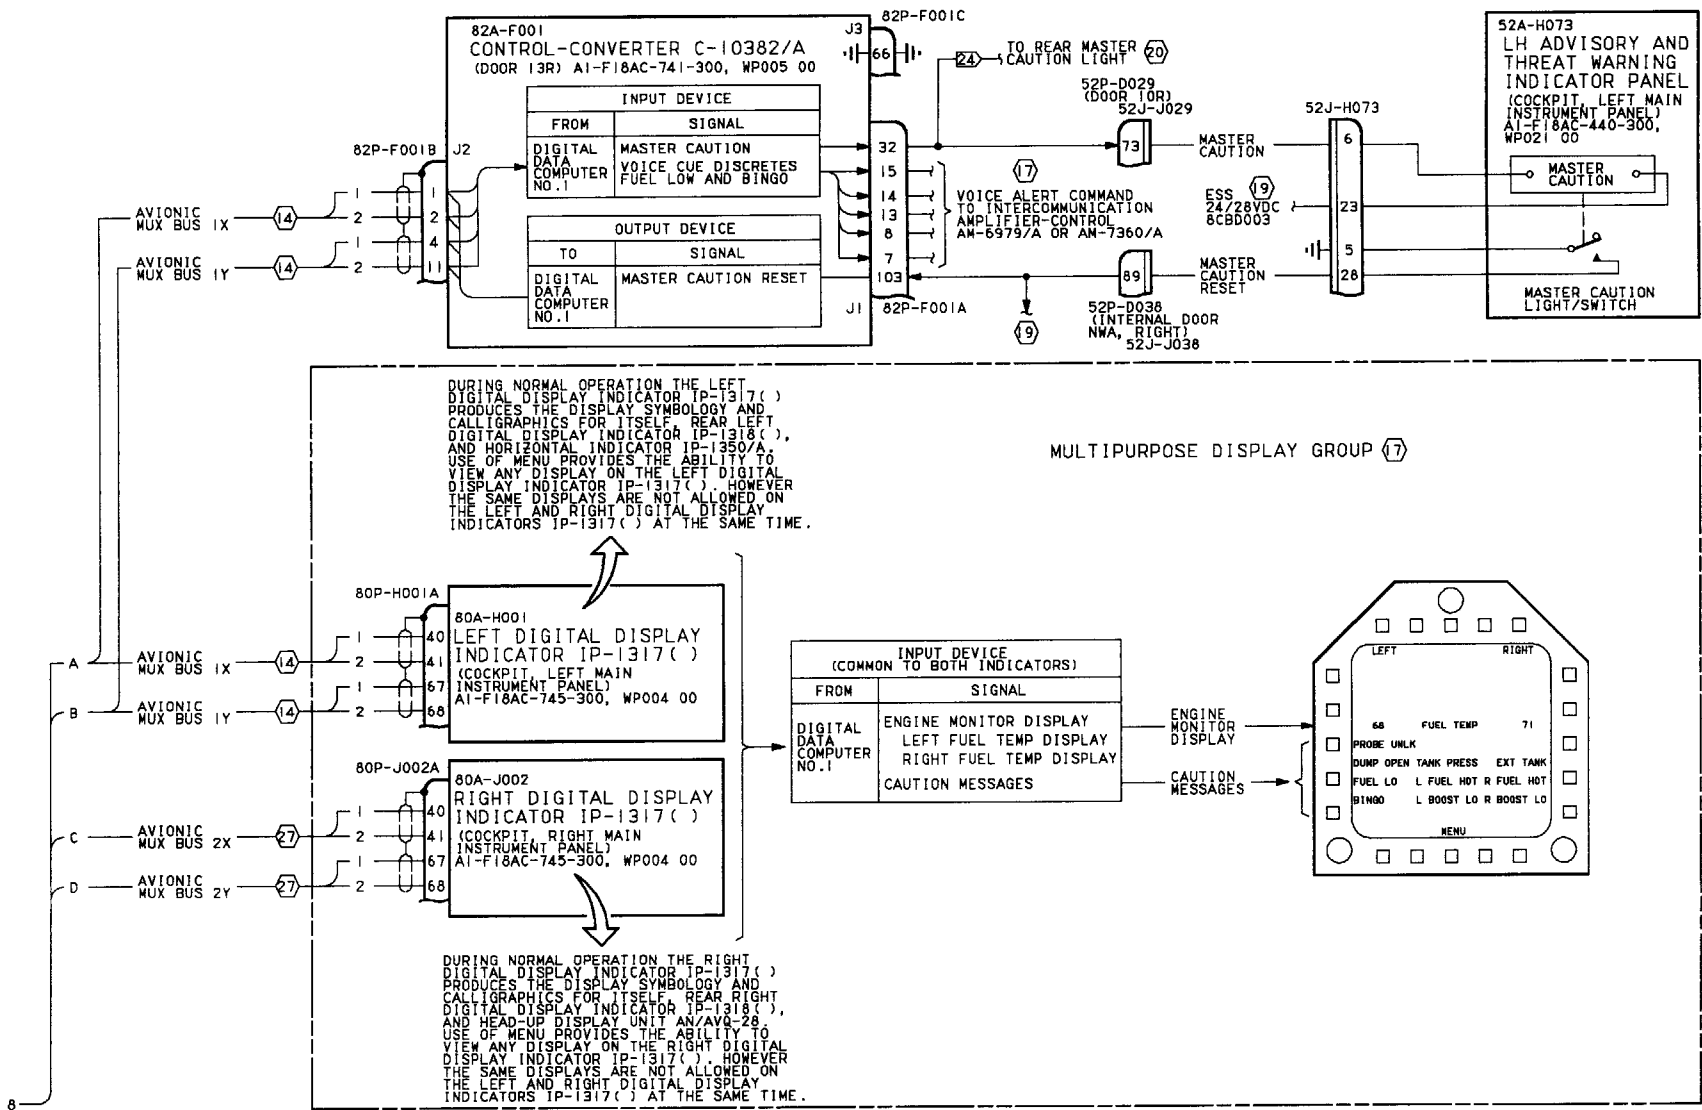 82A-F001
CONTROL-CONVERTER C-10382/A
(DOOR 13R) A1-F18AC-741-300, WP005 00
J3
82P-F001C
66
INPUT DEVICE
FROM
SIGNAL
DIGITAL
DATA
COMPUTER
NO.1
MASTER CAUTION
VOICE CUE DISCRETES
FUEL LOW AND BINGO
OUTPUT DEVICE
TO
SIGNAL
DIGITAL
DATA
COMPUTER
NO.1
MASTER CAUTION RESET
82P-F001B
J2
1
2
4
11
1
2
1
2
AVIONIC
MUX BUS 1X
14
AVIONIC
MUX BUS 1Y
14
32
15
14
13
8
7
103
J1
82P-F001A
24
TO REAR MASTER
CAUTION LIGHT
20
52P-D029
(DOOR 10R)
52J-J029
73
MASTER
CAUTION
17
VOICE ALERT COMMAND
TO INTERCOMMUNICATION
AMPLIFIER-CONTROL
AM-6979/A OR AM-7360/A
19
89
52P-D038
(INTERNAL DOOR
NWA, RIGHT)
52J-J038
MASTER
CAUTION
RESET
ESS
24/28VDC
8CBD003
19
52J-H073
6
23
5
28
52A-H073
LH ADVISORY AND
THREAT WARNING
INDICATOR PANEL
(COCKPIT, LEFT MAIN
INSTRUMENT PANEL)
A1-F18AC-440-300,
WP021 00
MASTER
CAUTION
MASTER CAUTION
LIGHT/SWITCH
DURING NORMAL OPERATION THE LEFT
DIGITAL DISPLAY INDICATOR IP-1317( )
PRODUCES THE DISPLAY SYMBOLOGY AND
CALLIGRAPHICS FOR ITSELF, REAR LEFT
DIGITAL DISPLAY INDICATOR IP-1318( ),
AND HORIZONTAL INDICATOR IP-1350/A.
USE OF MENU PROVIDES THE ABILITY TO
VIEW ANY DISPLAY ON THE LEFT DIGITAL
DISPLAY INDICATOR IP-1317( ). HOWEVER
THE SAME DISPLAYS ARE NOT ALLOWED ON
THE LEFT AND RIGHT DIGITAL DISPLAY
INDICATORS IP-1317( ) AT THE SAME TIME.
MULTIPURPOSE DISPLAY GROUP 17
80P-H001A
80A-H001
LEFT DIGITAL DISPLAY
INDICATOR IP-1317( )
(COCKPIT, LEFT MAIN
INSTRUMENT PANEL)
A1-F18AC-745-300, WP004 00
40
41
67
68
1
2
1
2
A
AVIONIC
MUX BUS 1X
14
B
AVIONIC
MUX BUS 1Y
14
80P-J002A
80A-J002
RIGHT DIGITAL DISPLAY
INDICATOR IP-1317( )
(COCKPIT, RIGHT MAIN
INSTRUMENT PANEL)
A1-F18AC-745-300, WP004 00
40
41
67
68
1
2
1
2
C
AVIONIC
MUX BUS 2X
27
D
AVIONIC
MUX BUS 2Y
27
INPUT DEVICE
(COMMON TO BOTH INDICATORS)
FROM
SIGNAL
DIGITAL
DATA
COMPUTER
NO.1
ENGINE MONITOR DISPLAY
LEFT FUEL TEMP DISPLAY
RIGHT FUEL TEMP DISPLAY
CAUTION MESSAGES
ENGINE
MONITOR
DISPLAY
CAUTION
MESSAGES
LEFT RIGHT
68 FUEL TEMP 71
PROBE UNLK
DUMP OPEN TANK PRESS EXT TANK
FUEL LO L FUEL HOT R FUEL HOT
BINGO L BOOST LO R BOOST LO
MENU
DURING NORMAL OPERATION THE RIGHT
DIGITAL DISPLAY INDICATOR IP-1317( )
PRODUCES THE DISPLAY SYMBOLOGY AND
CALLIGRAPHICS FOR ITSELF, REAR RIGHT
DIGITAL DISPLAY INDICATOR IP-1318( ),
AND HEAD-UP DISPLAY UNIT AN/AVQ-28.
USE OF MENU PROVIDES THE ABILITY TO
VIEW ANY DISPLAY ON THE RIGHT DIGITAL
DISPLAY INDICATOR IP-1317( ). HOWEVER
THE SAME DISPLAYS ARE NOT ALLOWED ON
THE LEFT AND RIGHT DIGITAL DISPLAY
INDICATORS IP-1317( ) AT THE SAME TIME.
8